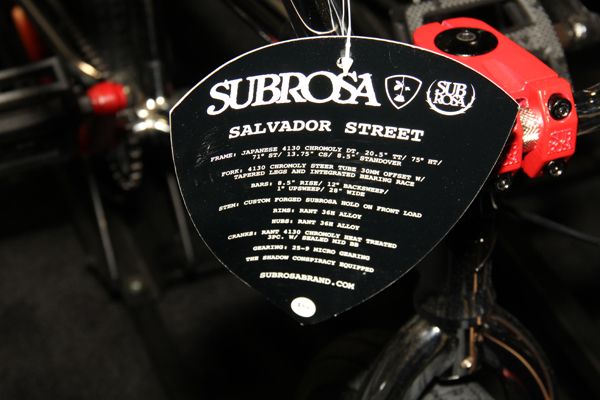 SUBROSA
SUB
ROSA
SALVADOR STREET
FRAME: JAPANESE 4130 CHROMOLY DT, 20.5" TT/ 75° HT/
71° ST/ 13.75" CS/ 8.5" STANDOVER
FORK: 4130 CHROMOLY STEER TUBE 30MM OFFSET W/
TAPERED LEGS AND INTEGRATED BEARING RACE
BARS: 8.5" RISE/ 12° BACKSWEEP/
1° UPSWEEP/ 28" WIDE
STEM: CUSTOM FORGED SUBROSA HOLD ON FRONT LOAD
RIMS: RANT 36H ALLOY
HUBS: RANT 36H ALLOY
CRANKS: RANT 4130 CHROMOLY HEAT TREATED
3PC. W/ SEALED MID BB
GEARING: 25-9 MICRO GEARING
THE SHADOW CONSPIRACY EQUIPPED
SUBROSABRAND.COM